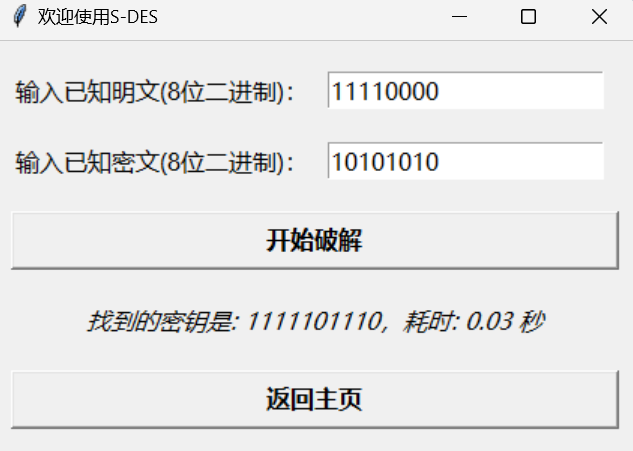 欢迎使用S-DES
输入已知明文(8位二进制)： 11110000
输入已知密文(8位二进制)： 10101010
开始破解
找到的密钥是: 1111101110，耗时: 0.03 秒
返回主页